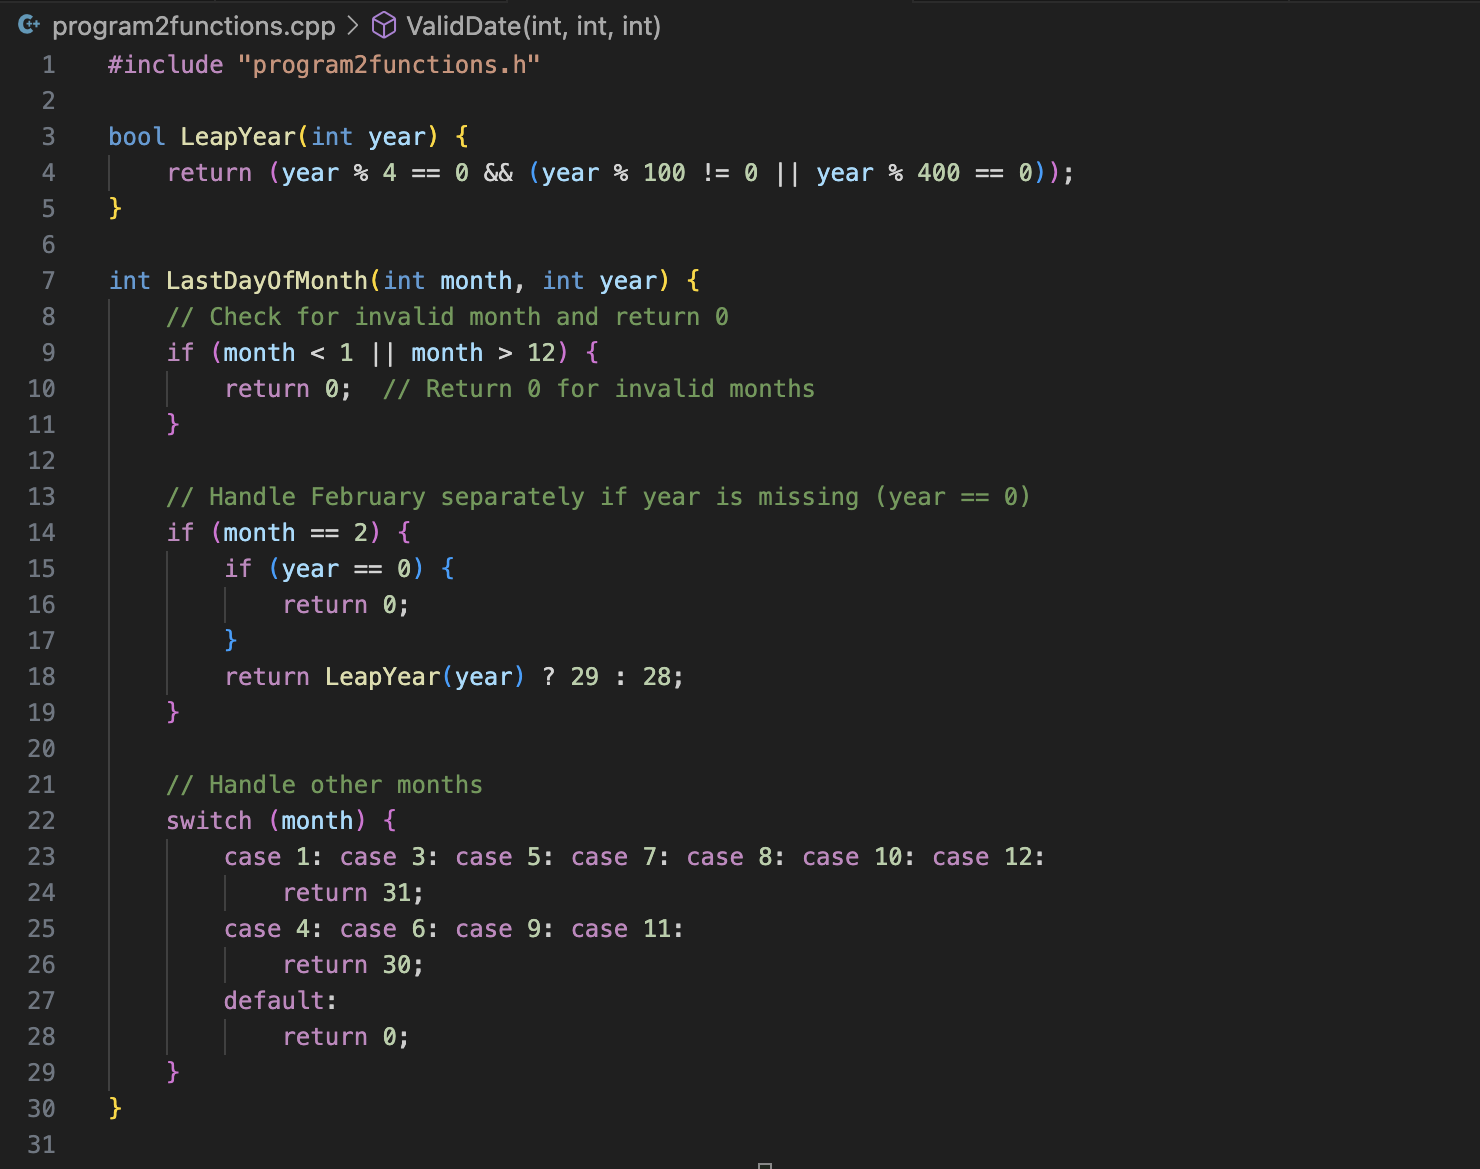 program2functions.cpp > ValidDate(int, int, int)
1 #include "program2functions.h"
2
3 bool LeapYear(int year) {
4     return (year % 4 == 0 && (year % 100 != 0 || year % 400 == 0));
5 }
6
7 int LastDayOfMonth(int month, int year) {
8     // Check for invalid month and return 0
9     if (month < 1 || month > 12) {
10         return 0;  // Return 0 for invalid months
11     }
12
13     // Handle February separately if year is missing (year == 0)
14     if (month == 2) {
15         if (year == 0) {
16             return 0;
17         }
18         return LeapYear(year) ? 29 : 28;
19     }
20
21     // Handle other months
22     switch (month) {
23         case 1: case 3: case 5: case 7: case 8: case 10: case 12:
24             return 31;
25         case 4: case 6: case 9: case 11:
26             return 30;
27         default:
28             return 0;
29     }
30 }
31